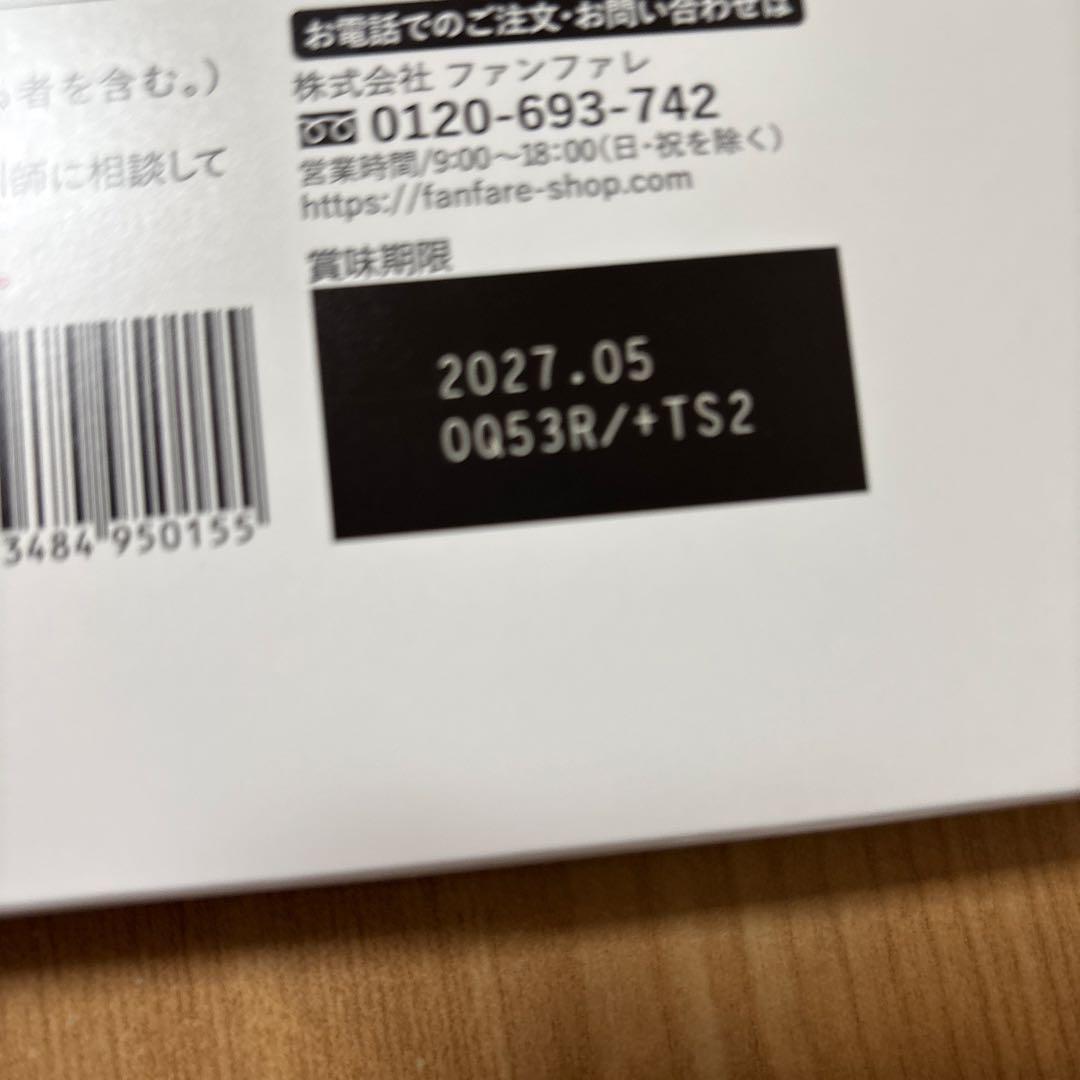 お電話でのご注文・お問い合わせは
者を含む。)
株式会社 ファンファレ
0120-693-742
師に相談して
営業時間/9:00～18:00(日・祝を除く)
https://fanfare-shop.com
賞味期限
2027.05
0Q53R/+TS2
3484 950155